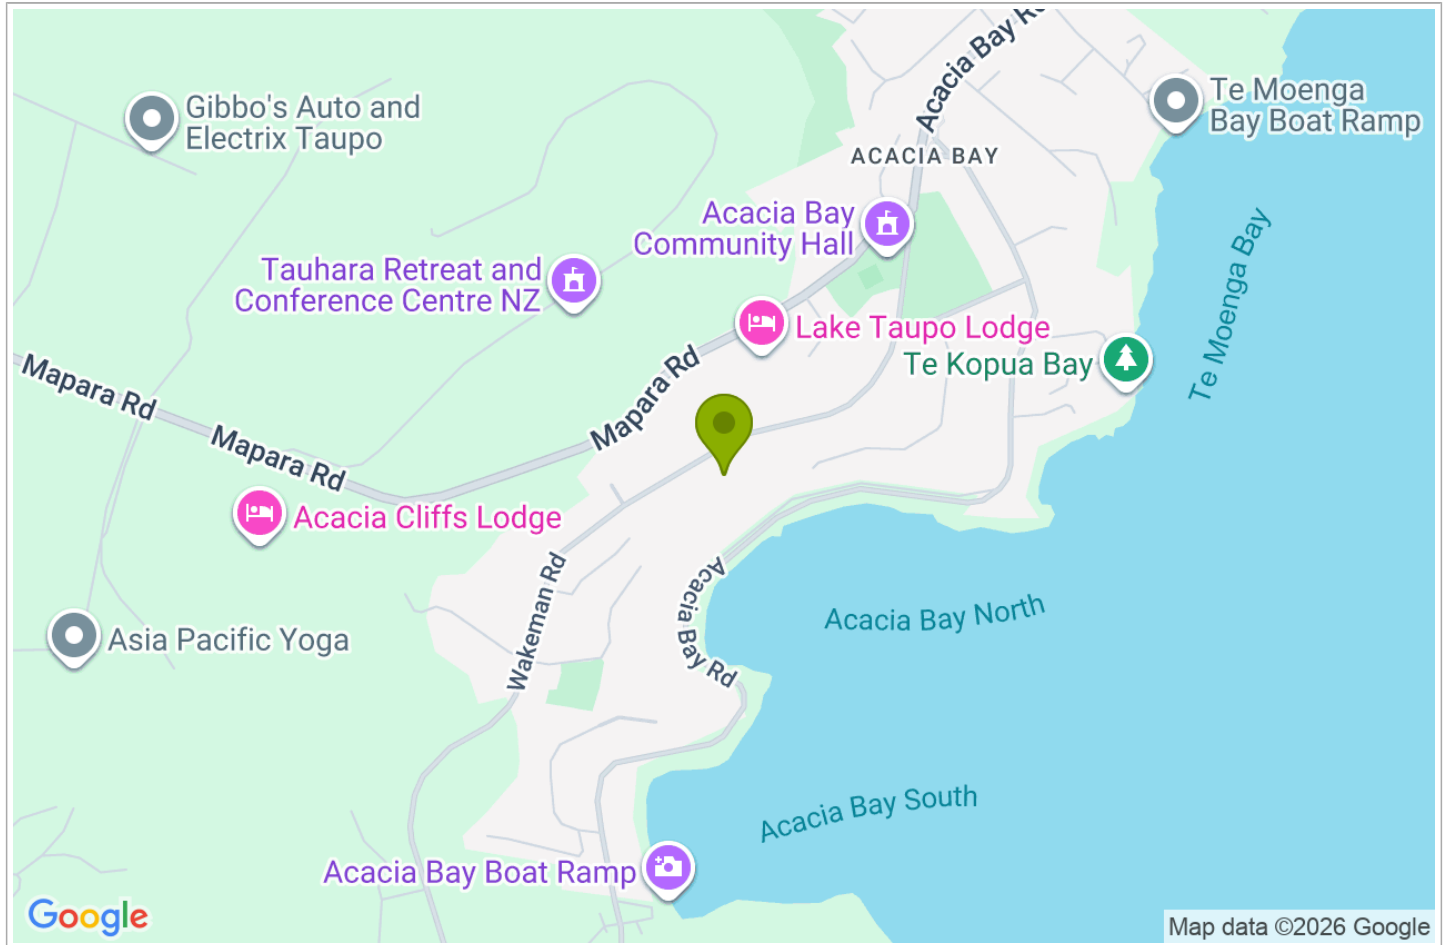 Acacia Bay Rd
Te Moenga
Bay Boat Ramp
Gibbo's Auto and
Electrix Taupo
ACACIA BAY
Acacia Bay
Community Hall
Tauhara Retreat and
Conference Centre NZ
Te Moenga Bay
Lake Taupo Lodge
Te Kopua Bay
Mapara Rd
Mapara Rd
Mapara Rd
Acacia Cliffs Lodge
Wakeman Rd
Acacia Bay Rd
Acacia Bay North
Asia Pacific Yoga
Acacia Bay South
Acacia Bay Boat Ramp
Google
Map data ©2026 Google